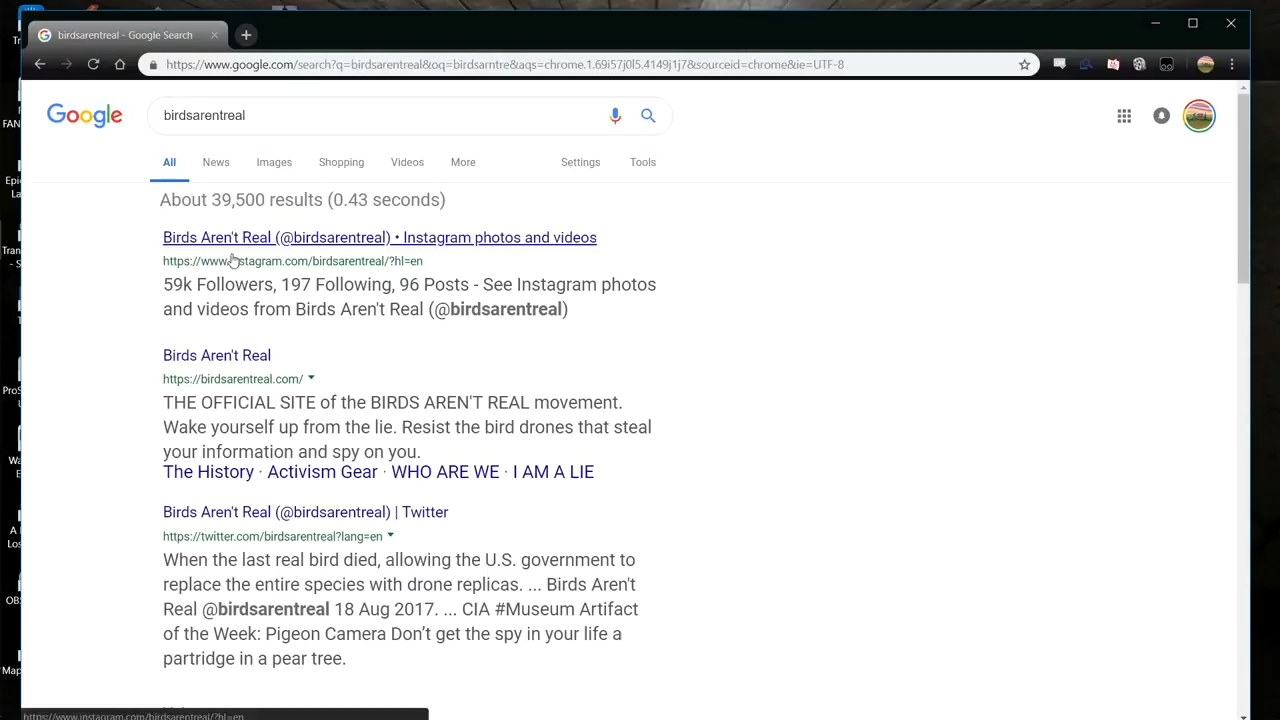 birdsarentreal - Google Search
https://www.google.com/search?q=birdsarentreal&oq=birdsarntre&aqs=chrome.1.69i57j0l5.4149j1j7&sourceid=chrome&ie=UTF-8
Google
birdsarentreal
All News Images Shopping Videos More Settings Tools
About 39,500 results (0.43 seconds)
Birds Aren't Real (@birdsarentreal) • Instagram photos and videos
https://www.instagram.com/birdsarentreal/?hl=en
59k Followers, 197 Following, 96 Posts - See Instagram photos
and videos from Birds Aren't Real (@birdsarentreal)
Birds Aren't Real
https://birdsarentreal.com/
THE OFFICIAL SITE of the BIRDS AREN'T REAL movement.
Wake yourself up from the lie. Resist the bird drones that steal
your information and spy on you.
The History · Activism Gear · WHO ARE WE · I AM A LIE
Birds Aren't Real (@birdsarentreal) | Twitter
https://twitter.com/birdsarentreal?lang=en
When the last real bird died, allowing the U.S. government to
replace the entire species with drone replicas. ... Birds Aren't
Real @birdsarentreal 18 Aug 2017. ... CIA #Museum Artifact
of the Week: Pigeon Camera Don't get the spy in your life a
partridge in a pear tree.
https://www.instagram.com/birdsarentreal/?hl=en